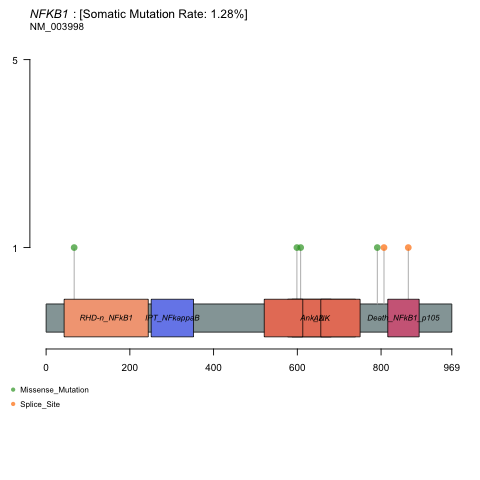 NFKB1 : [Somatic Mutation Rate: 1.28%]
NM_003998
5
1
RHD-n_NFkB1 IPT_NFkappaB Death_NFkB1_p105
0 200 400 600 800 969
Missense_Mutation
Splice_Site